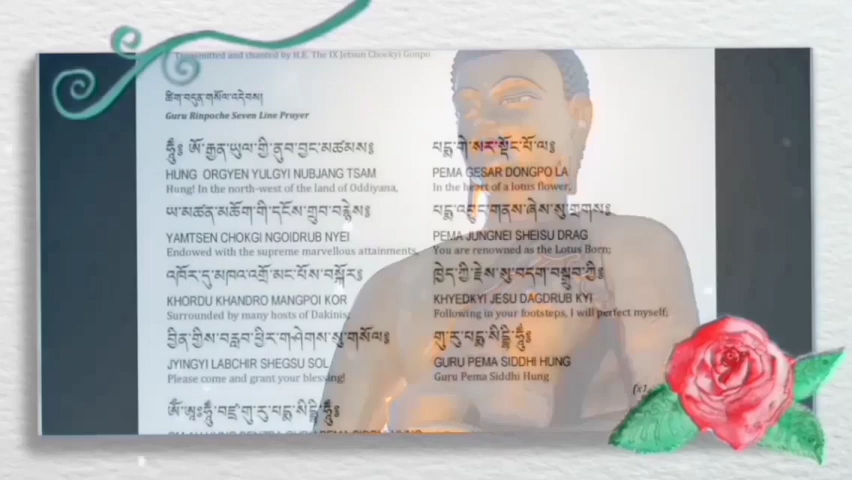 Transmitted and chanted by H.E. The IX Jetsun Choekyi Gonpo
ཚིག་བདུན་གསོལ་འདེབས།
Guru Rinpoche Seven Line Prayer
ཧཱུྃ༔ ཨོ་རྒྱན་ཡུལ་གྱི་ནུབ་བྱང་མཚམས༔
HUNG ORGYEN YULGYI NUBJANG TSAM
Hung! In the north-west of the land of Oddiyana,
ཡ་མཚན་མཆོག་གི་དངོས་གྲུབ་བརྙེས༔
YAMTSEN CHOKGI NGOIDRUB NYEI
Endowed with the supreme marvellous attainments,
འཁོར་དུ་མཁའ་འགྲོ་མང་པོས་བསྐོར༔
KHORDU KHANDRO MANGPOI KOR
Surrounded by many hosts of Dakinis,
བྱིན་གྱིས་བརླབ་ཕྱིར་གཤེགས་སུ་གསོལ༔
JYINGYI LABCHIR SHEGSU SOL
Please come and grant your blessing!
ཨོཾ་ཨཱཿཧཱུྃ་བཛྲ་གུ་རུ་པདྨ་སིདྡྷི་ཧཱུྃ༔
པདྨ་གེ་སར་སྡོང་པོ་ལ༔
PEMA GESAR DONGPO LA
In the heart of a lotus flower,
པདྨ་འབྱུང་གནས་ཞེས་སུ་གྲགས༔
PEMA JUNGNEI SHEISU DRAG
You are renowned as the Lotus Born;
ཁྱེད་ཀྱི་རྗེས་སུ་བདག་བསྒྲུབ་ཀྱི༔
KHYEDKYI JESU DAGDRUB KYI
Following in your footsteps, I will perfect myself;
གུ་རུ་པདྨ་སིདྡྷི་ཧཱུྃ༔
GURU PEMA SIDDHI HUNG
Guru Pema Siddhi Hung